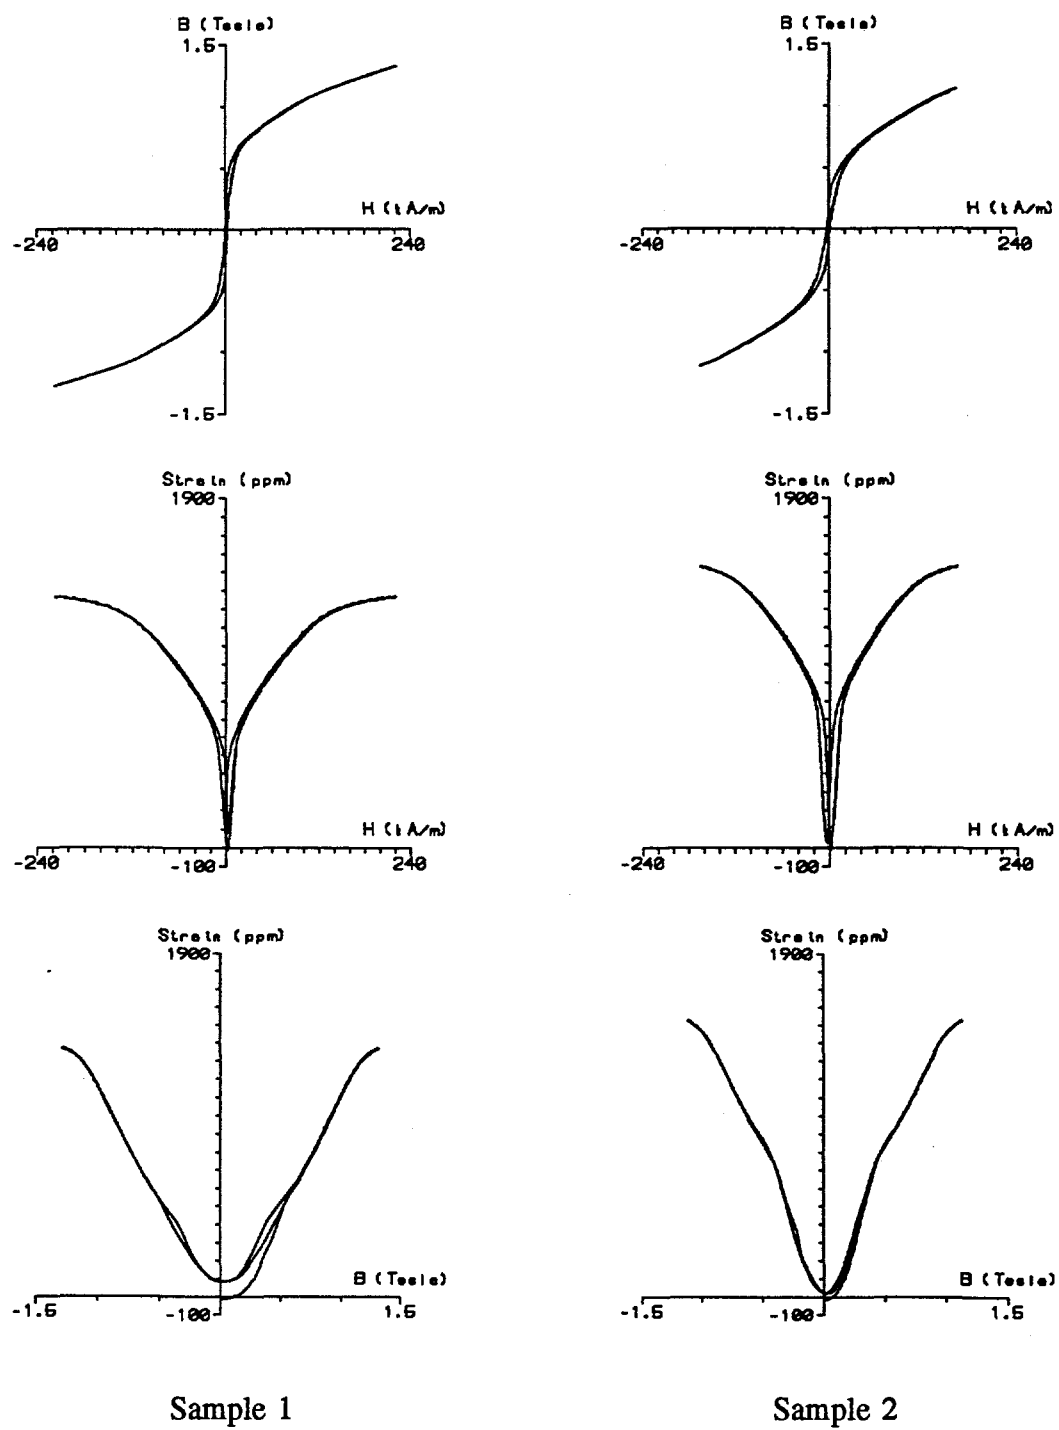 B (Tesla) B (Tesla)
1.5 1.5
H (kA/m) H (kA/m)
-240 240 -240 240
-1.5 -1.5
Strain (ppm) Strain (ppm)
1900 1900
H (kA/m) H (kA/m)
-240 -100 240 -240 -100 240
Strain (ppm) Strain (ppm)
1900 1900
B (Tesla) B (Tesla)
-1.5 -100 1.5 -1.5 -100 1.5
Sample 1 Sample 2